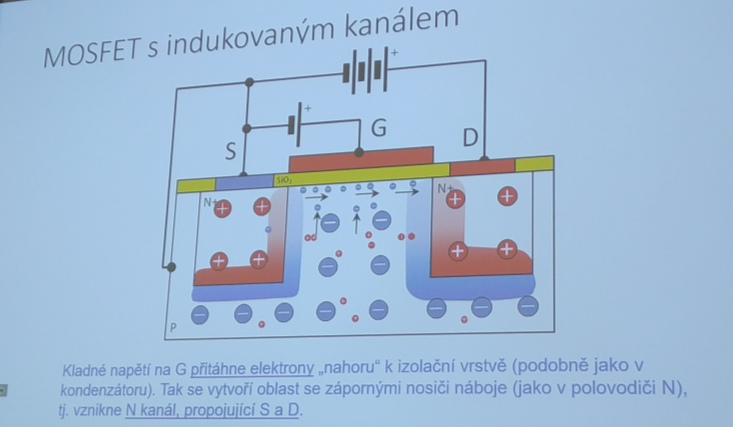 MOSFET s indukovaným kanálem
+
+
G
S
D
SiO₂
N+
N+
P
Kladné napětí na G přitáhne elektrony „nahoru“ k izolační vrstvě (podobně jako v
kondenzátoru). Tak se vytvoří oblast se zápornými nosiči náboje (jako v polovodiči N),
tj. vznikne N kanál, propojující S a D.